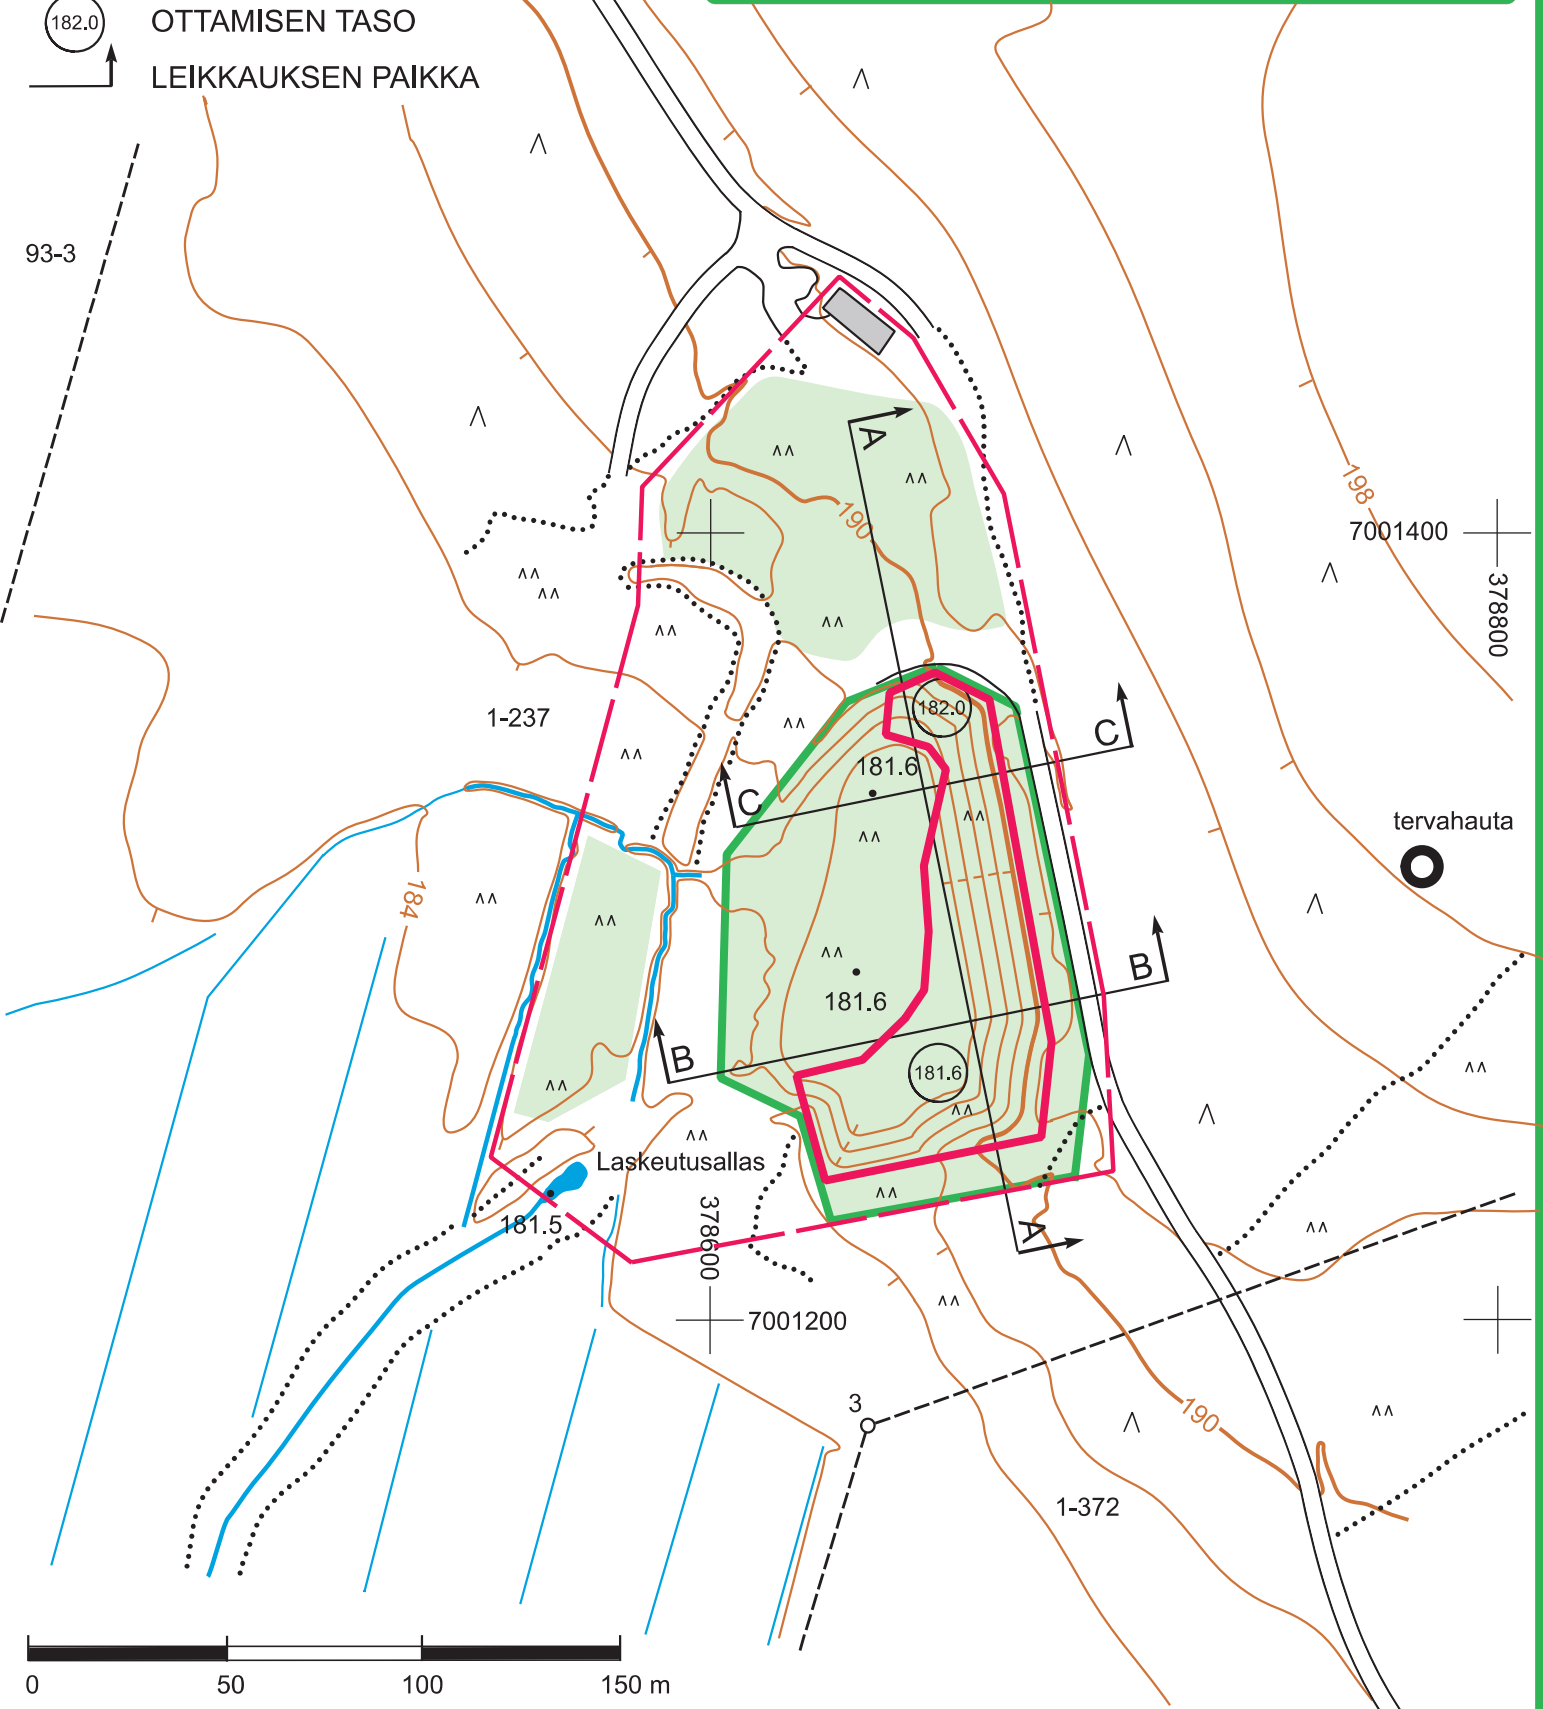 182.0 OTTAMISEN TASO
LEIKKAUKSEN PAIKKA
93-3
A
198
190
7001400
378800
1-237
182.0
C
181.6
C
tervahauta
184
181.6
B
B
181.6
Laskeutusallas
181.5
378600
A
7001200
3
190
1-372
0 50 100 150 m